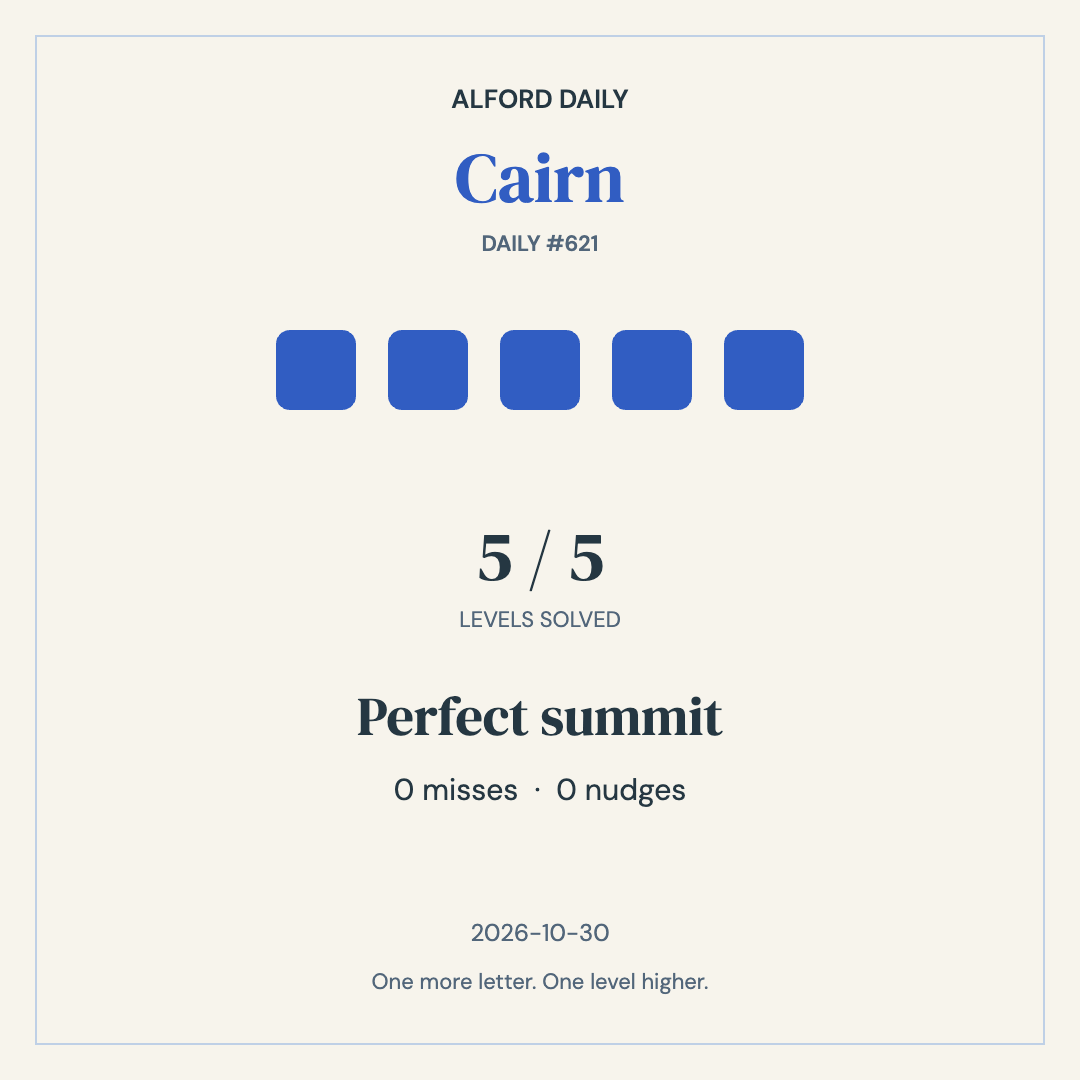 ALFORD DAILY
Cairn
DAILY #621
5 / 5
LEVELS SOLVED
Perfect summit
0 misses · 0 nudges
2026-10-30
One more letter. One level higher.